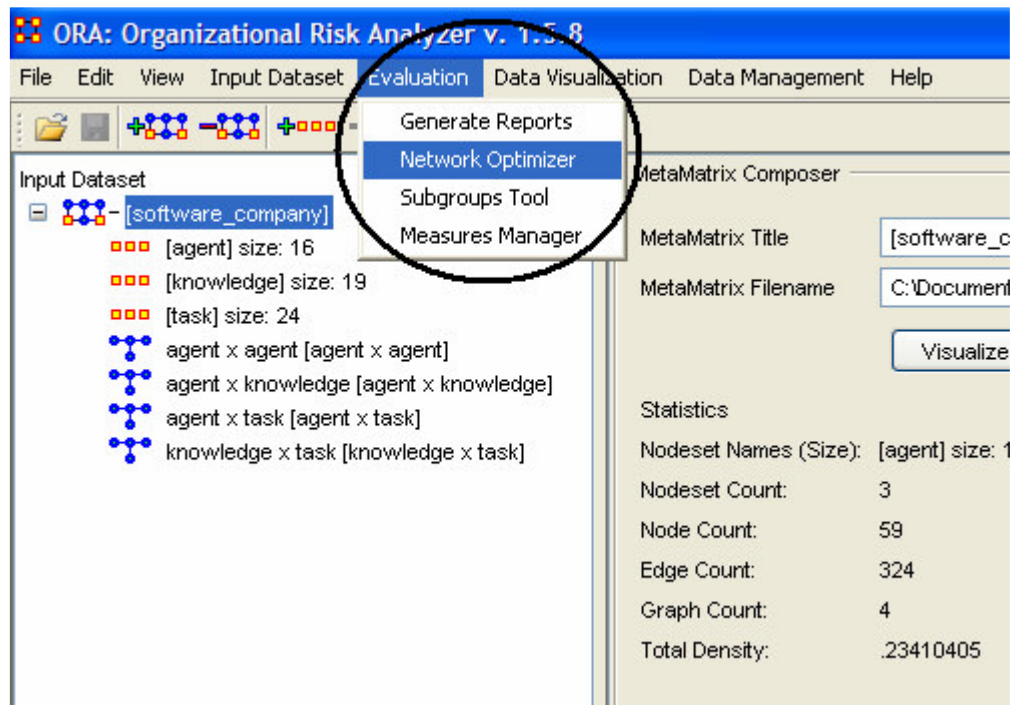 ORA: Organizational Risk Analyzer v. 1.5.8
File Edit View Input Dataset Evaluation Data Visualization Data Management Help
Generate Reports
Network Optimizer
Subgroups Tool
Measures Manager
Input Dataset
[software_company]
[agent] size: 16
[knowledge] size: 19
[task] size: 24
agent x agent [agent x agent]
agent x knowledge [agent x knowledge]
agent x task [agent x task]
knowledge x task [knowledge x task]
MetaMatrix Composer
MetaMatrix Title [software_c
MetaMatrix Filename C:\Document
Visualize
Statistics
Nodeset Names (Size): [agent] size: 1
Nodeset Count: 3
Node Count: 59
Edge Count: 324
Graph Count: 4
Total Density: .23410405